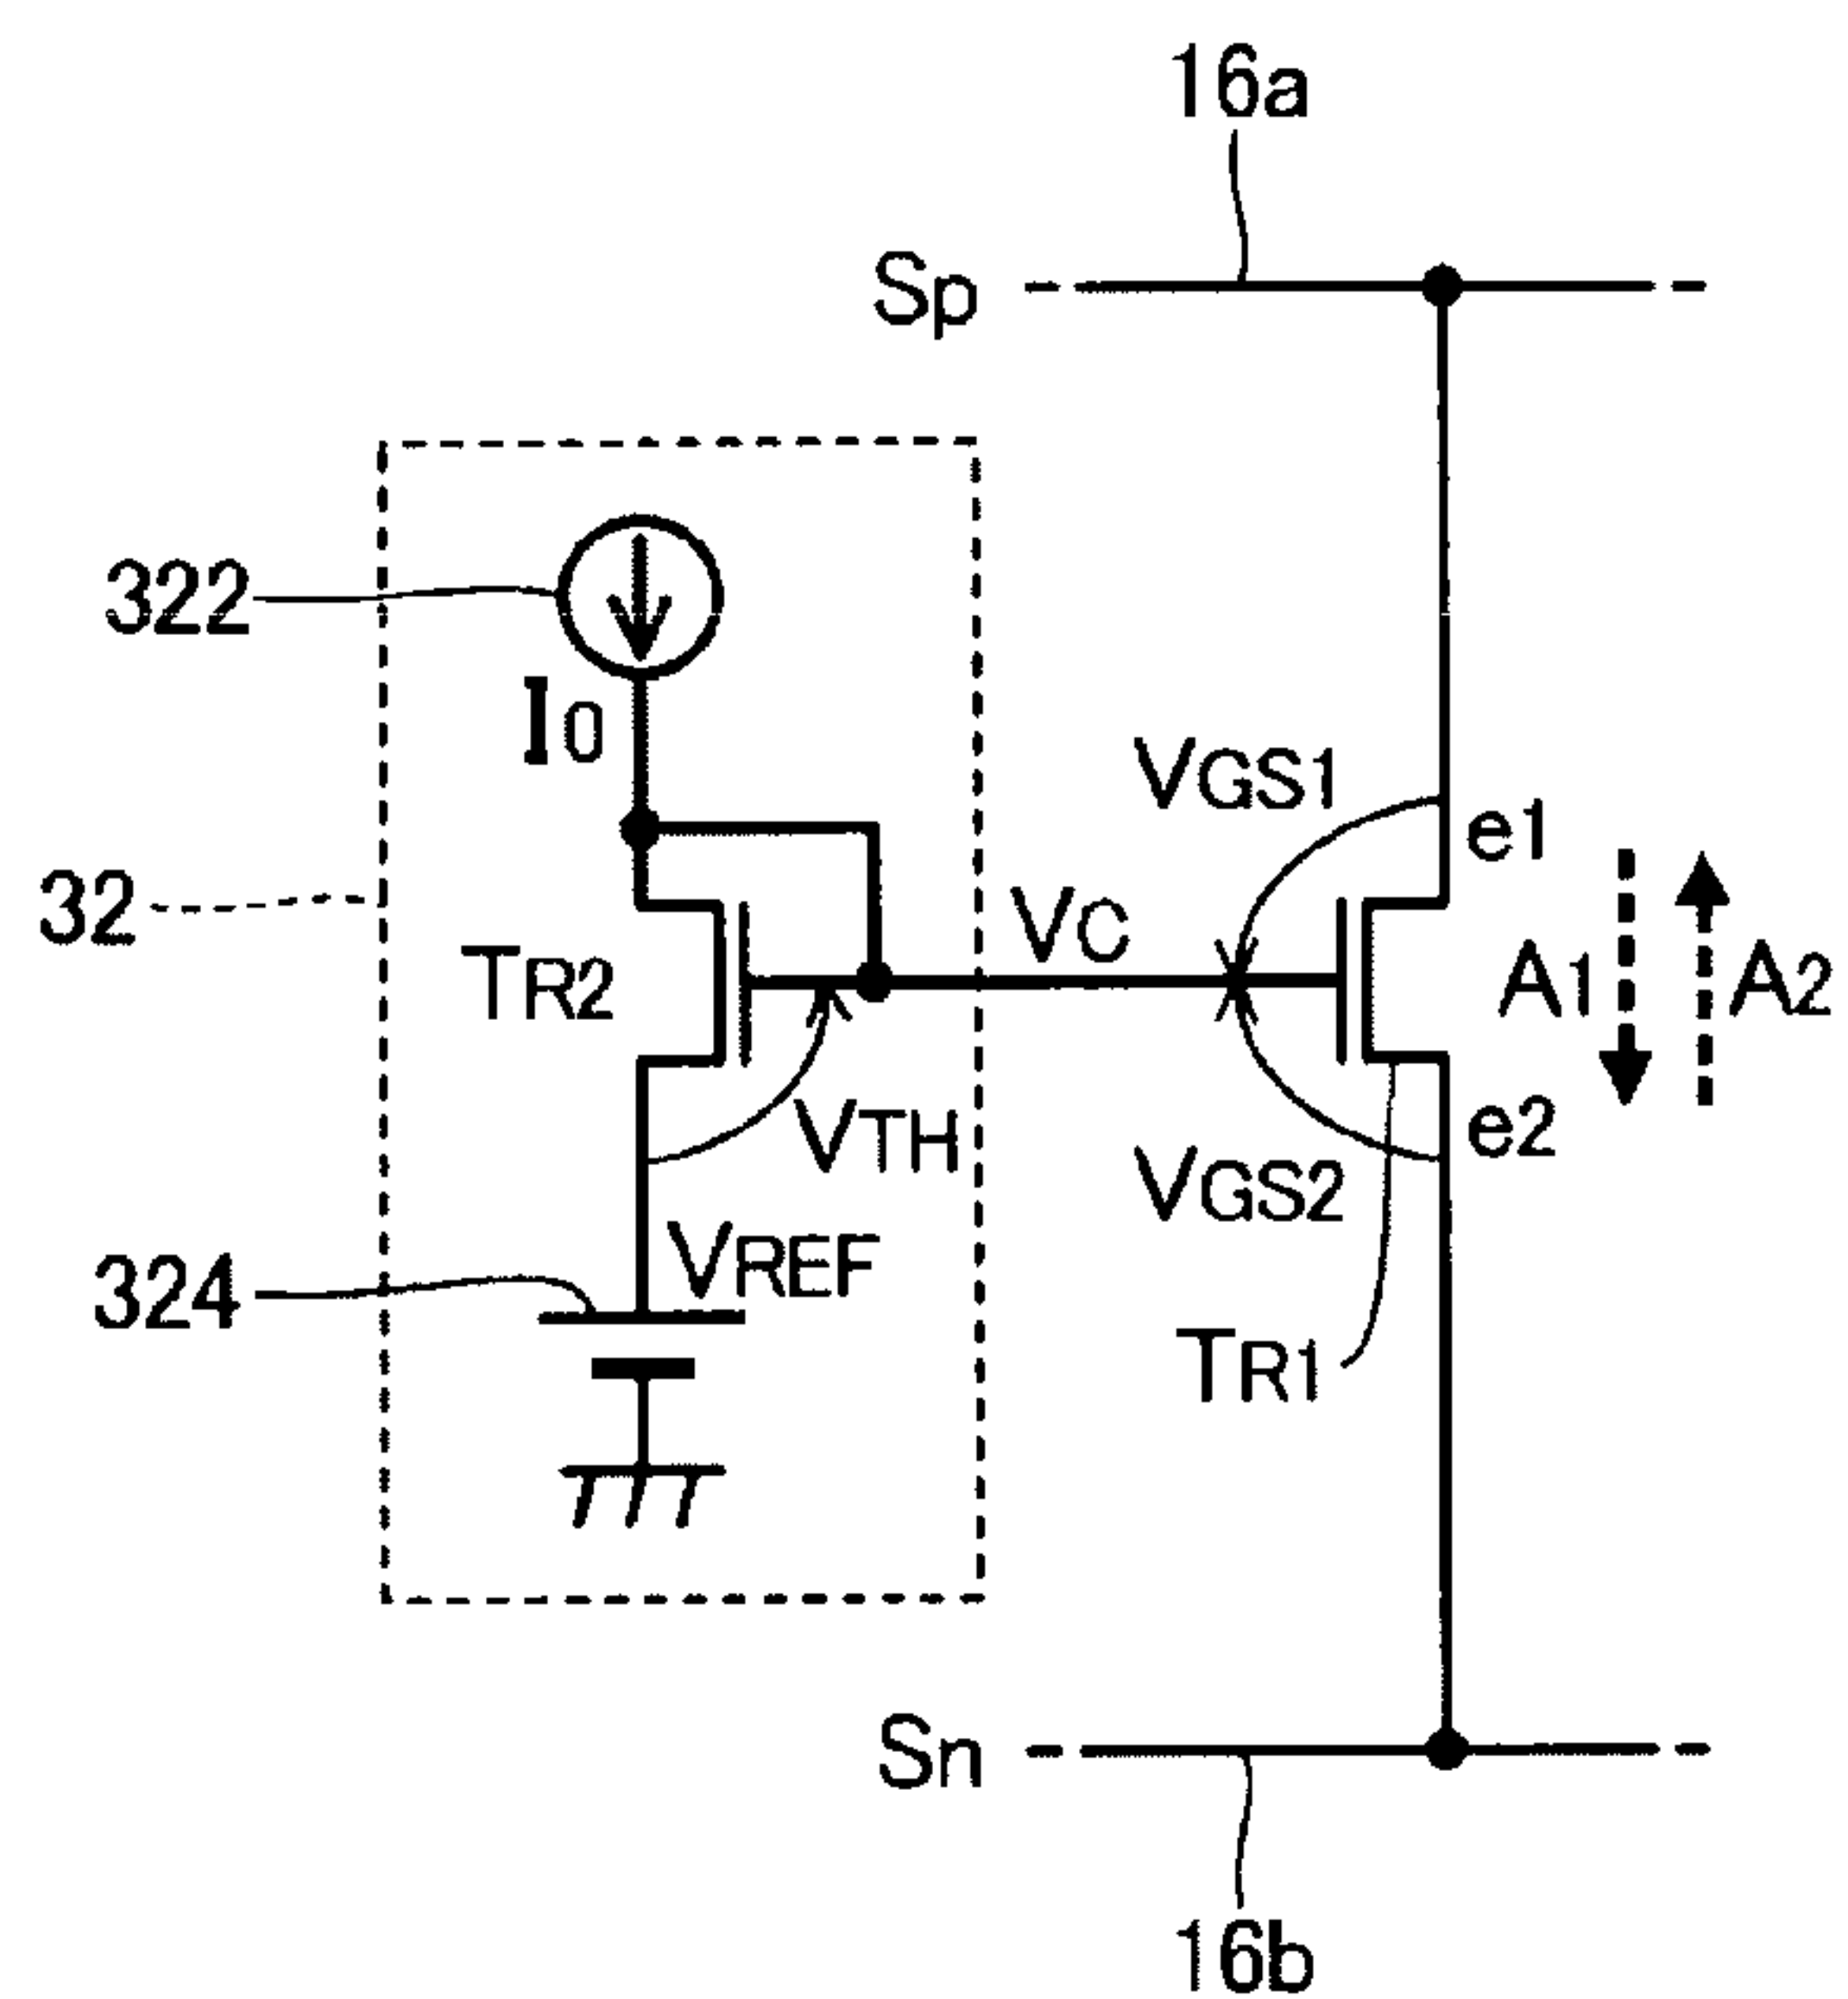 16a
Sp
322
I0
VGS1
e1
32
TR2
VC
A1
A2
VTH
e2
VGS2
324
VREF
TR1
Sn
16b